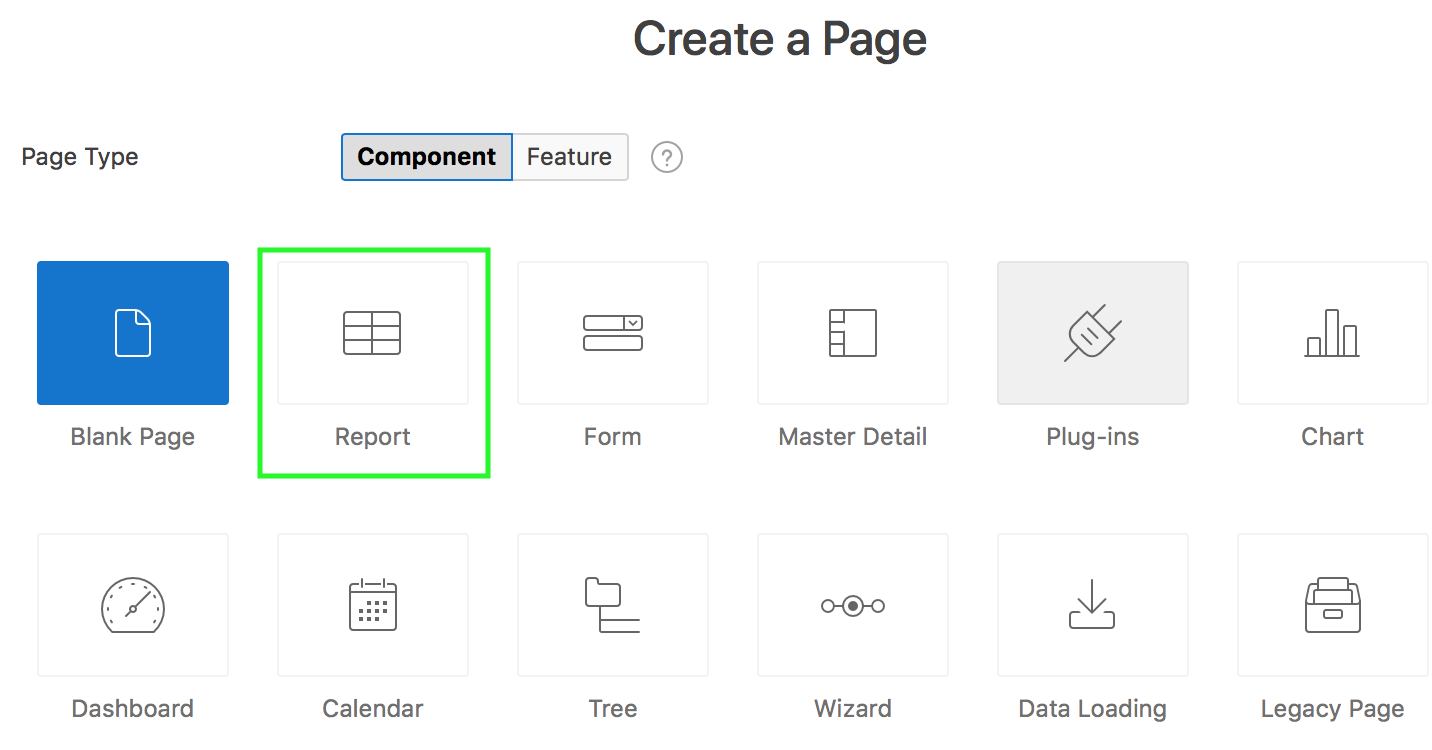 Create a Page
Page Type
Component Feature ?
Blank Page Report Form Master Detail Plug-ins Chart
Dashboard Calendar Tree Wizard Data Loading Legacy Page